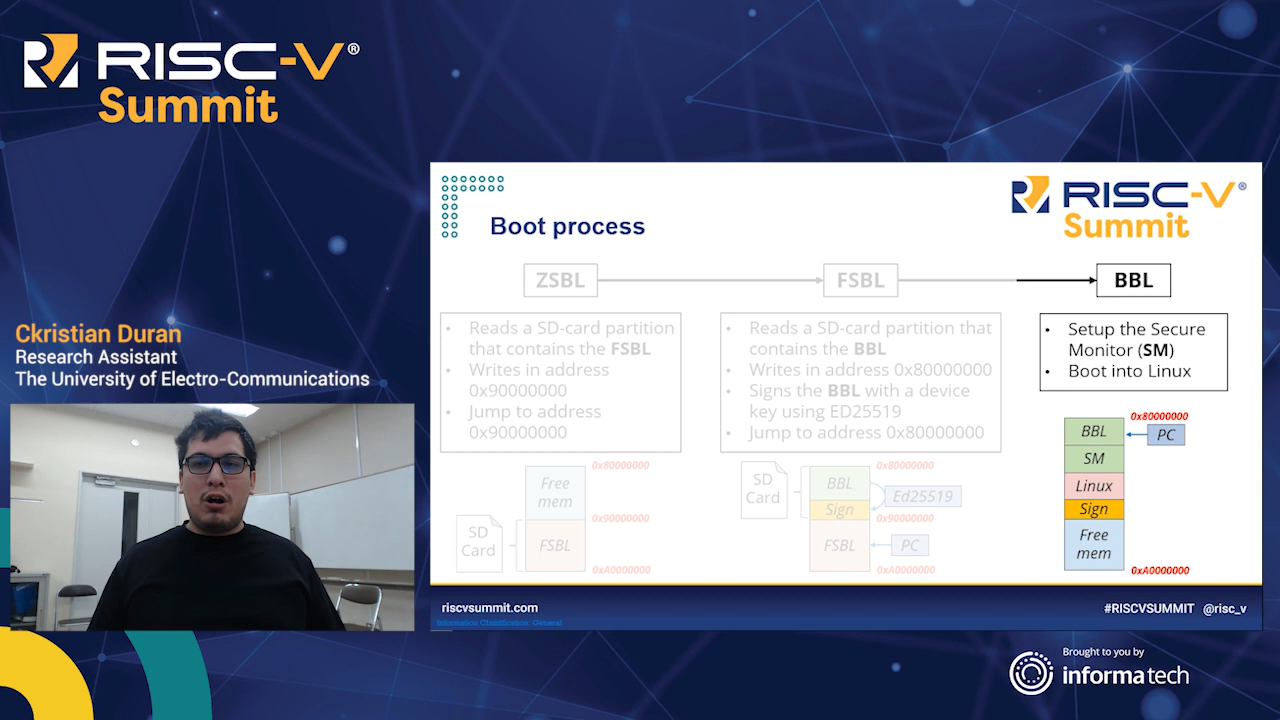 RISC-V®
Summit
Ckristian Duran
Research Assistant
The University of Electro-Communications
RISC-V®
Summit
Boot process
ZSBL
FSBL
BBL
• Reads a SD-card partition
that contains the FSBL
• Writes in address
0x90000000
• Jump to address
0x90000000
• Reads a SD-card partition that
contains the BBL
• Writes in address 0x80000000
• Signs the BBL with a device
key using ED25519
• Jump to address 0x80000000
• Setup the Secure
Monitor (SM)
• Boot into Linux
Free
mem
FSBL
SD
Card
0x80000000
0x90000000
0xA0000000
SD
Card
BBL
Sign
FSBL
Ed25519
PC
0x80000000
0x90000000
0xA0000000
0x80000000
BBL
PC
SM
Linux
Sign
Free
mem
0xA0000000
riscvsummit.com
#RISCVSUMMIT @risc_v
Information Classification: General
Brought to you by
informa tech